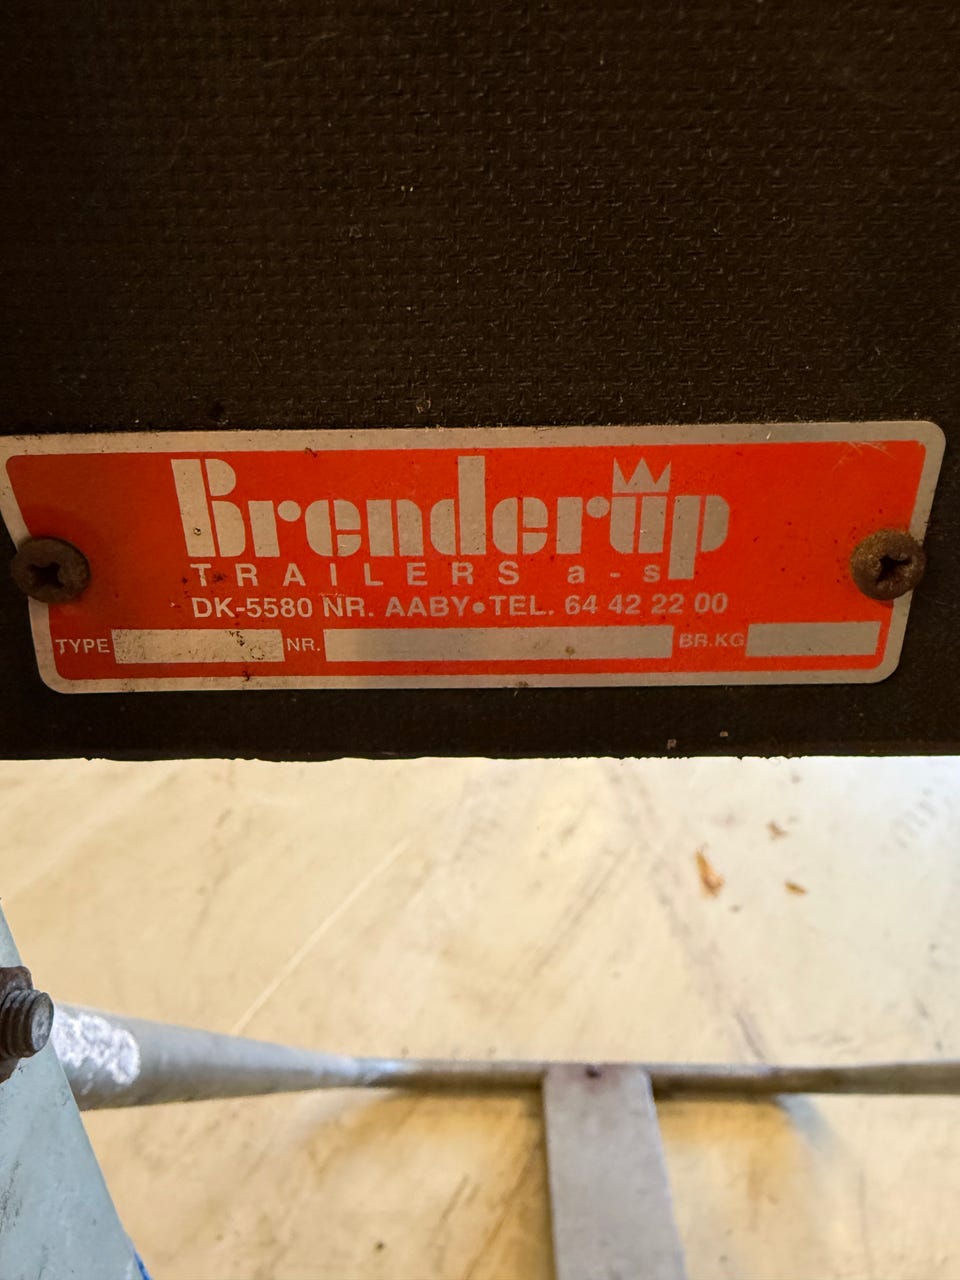 Brenderup
TRAILERS a-s
DK-5580 NR. AABY•TEL. 64 42 22 00
TYPE NR. BR.KG